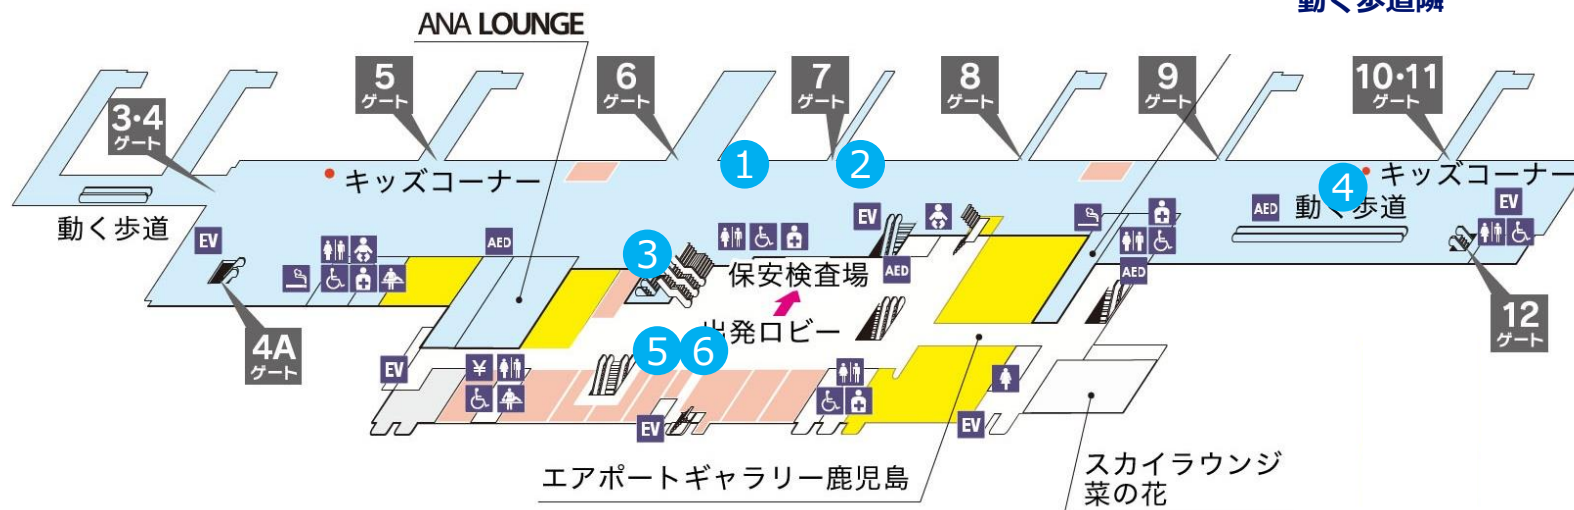 動く歩道隣
ANA LOUNGE
3・4
ゲート
5
ゲート
6
ゲート
7
ゲート
8
ゲート
9
ゲート
10・11
ゲート
1
2
キッズコーナー
4
キッズコーナー
動く歩道
EV
AED
3
EV
AED
動く歩道
EV
保安検査場
AED
AED
出発ロビー
4A
ゲート
12
ゲート
5
6
EV
¥
EV
EV
エアポートギャラリー鹿児島
スカイラウンジ
菜の花